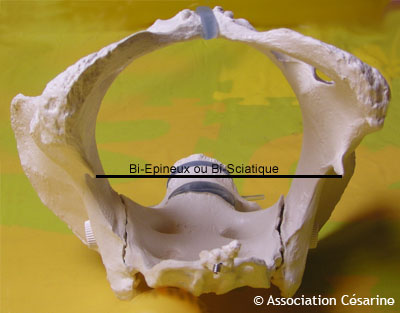 Bi-Epineux ou Bi-Sciatique
© Association Césarine